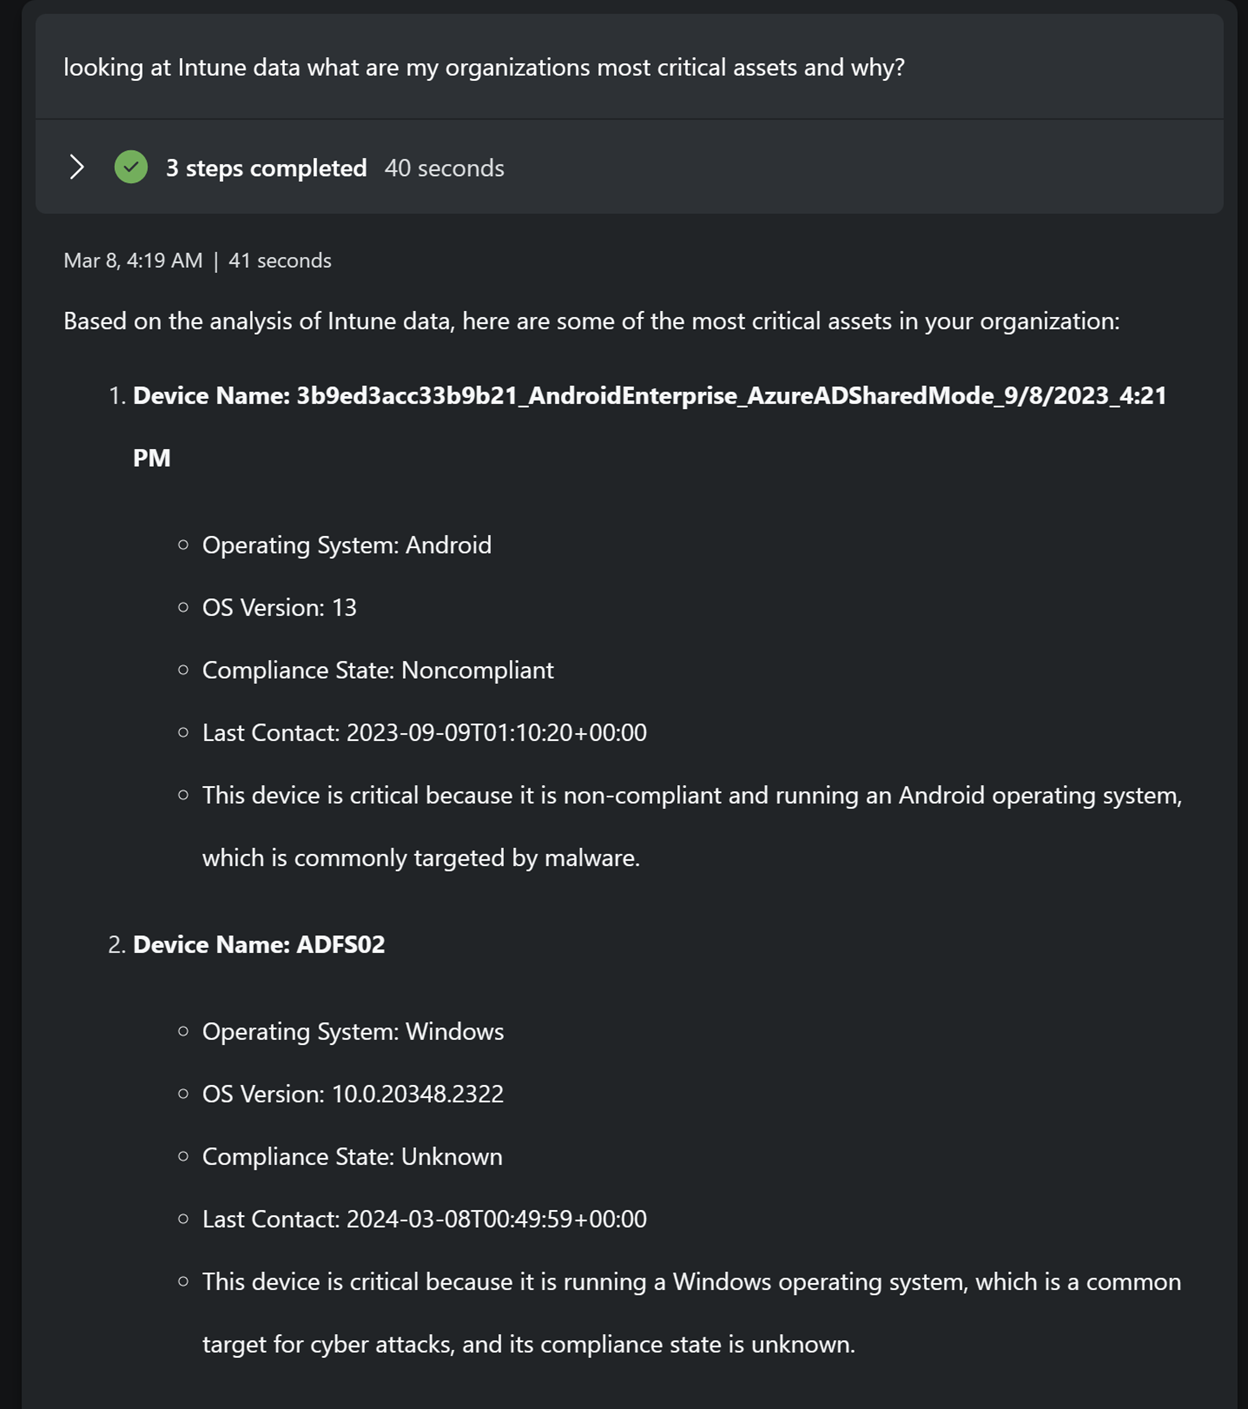 looking at Intune data what are my organizations most critical assets and why?
3 steps completed 40 seconds
Mar 8, 4:19 AM | 41 seconds
Based on the analysis of Intune data, here are some of the most critical assets in your organization:
1. Device Name: 3b9ed3acc33b9b21_AndroidEnterprise_AzureADSharedMode_9/8/2023_4:21
PM
○ Operating System: Android
○ OS Version: 13
○ Compliance State: Noncompliant
○ Last Contact: 2023-09-09T01:10:20+00:00
○ This device is critical because it is non-compliant and running an Android operating system,
which is commonly targeted by malware.
2. Device Name: ADFS02
○ Operating System: Windows
○ OS Version: 10.0.20348.2322
○ Compliance State: Unknown
○ Last Contact: 2024-03-08T00:49:59+00:00
○ This device is critical because it is running a Windows operating system, which is a common
target for cyber attacks, and its compliance state is unknown.